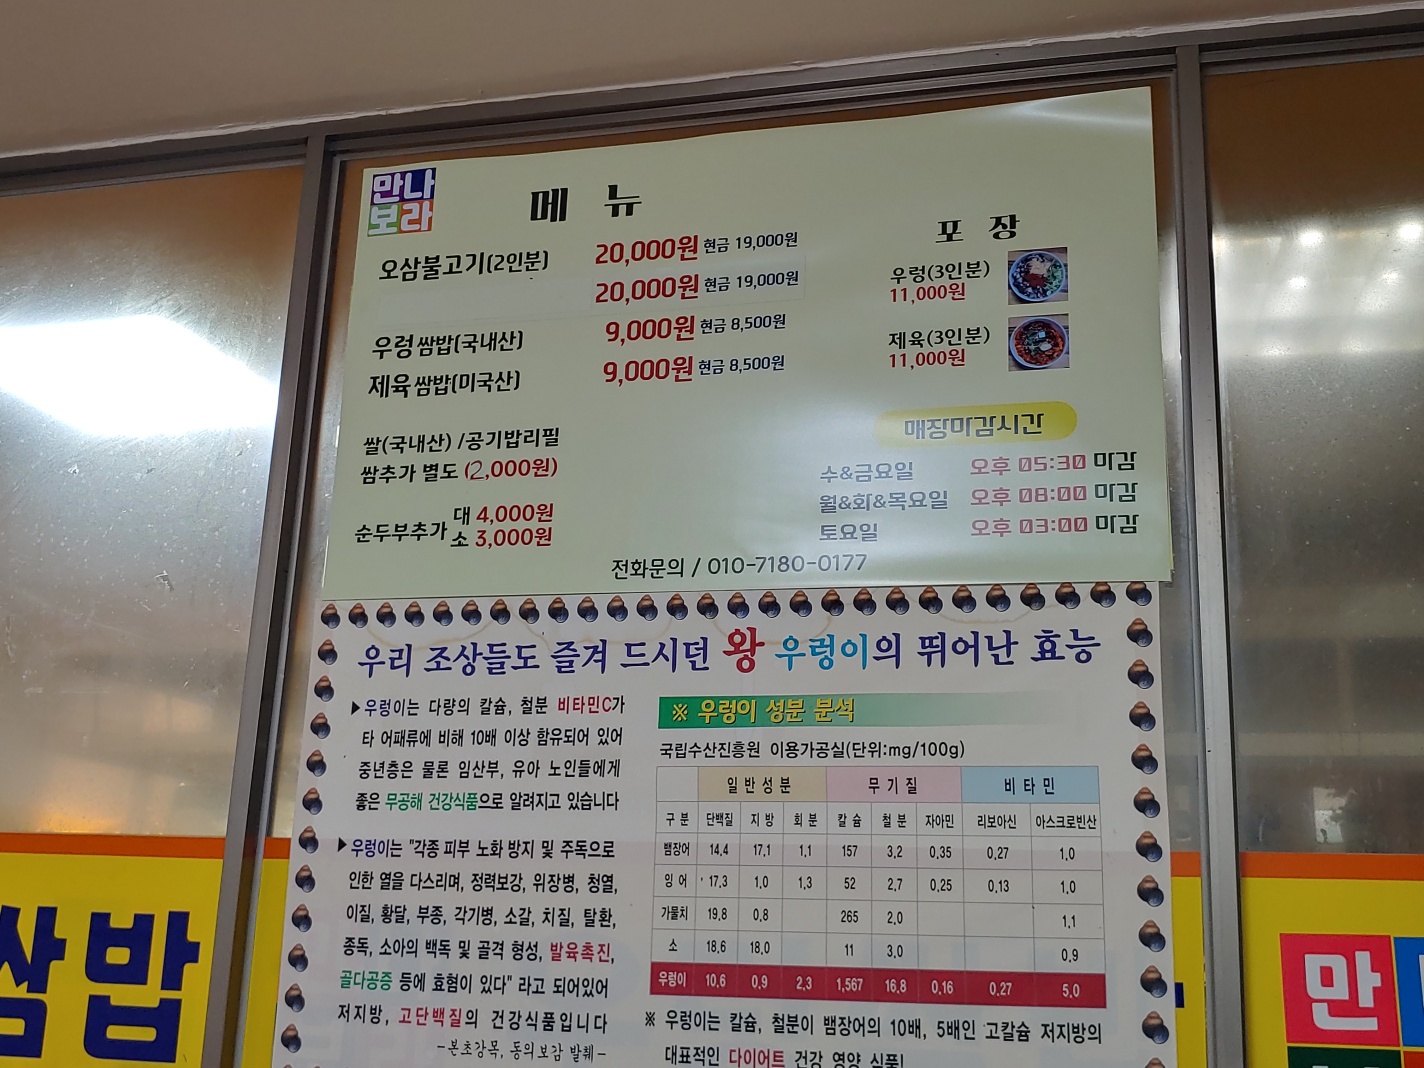 만나
보라
메 뉴
오삼불고기(2인분) 20,000원 현금 19,000원
20,000원 현금 19,000원
우렁쌈밥(국내산) 9,000원 현금 8,500원
제육쌈밥(미국산) 9,000원 현금 8,500원
쌀(국내산) /공기밥리필
쌈추가 별도 (2,000원)
순두부추가 대 4,000원
소 3,000원
포 장
우렁(3인분)
11,000원
제육(3인분)
11,000원
매장마감시간
수&금요일 오후 05:30 마감
월&화&목요일 오후 08:00 마감
토요일 오후 03:00 마감
전화문의 / 010-7180-0177
우리 조상들도 즐겨 드시던 왕 우렁이의 뛰어난 효능
▶우렁이는 다량의 칼슘, 철분 비타민C가
타 어패류에 비해 10배 이상 함유되어 있어
중년층은 물론 임산부, 유아 노인들에게
좋은 무공해 건강식품으로 알려지고 있습니다
▶우렁이는 "각종 피부 노화 방지 및 주독으로
인한 열을 다스리며, 정력보강, 위장병, 청열,
이질, 황달, 부종, 각기병, 소갈, 치질, 탈환,
종독, 소아의 백독 및 골격 형성, 발육촉진,
골다공증 등에 효험이 있다" 라고 되어있어
저지방, 고단백질의 건강식품입니다
-본초강목, 동의보감 발췌-
※ 우렁이 성분 분석
국립수산진흥원 이용가공실(단위:mg/100g)
일 반 성 분 무 기 질 비 타 민
구 분 단백질 지 방 회 분 칼 슘 철 분 자아민 리보아신 아스크로빈산
뱀장어 14.4 17.1 1.1 157 3.2 0.35 0.27 1.0
잉 어 17.3 1.0 1.3 52 2.7 0.25 0.13 1.0
가물치 19.8 0.8 265 2.0 1.1
소 18.6 18.0 11 3.0 0.9
우렁이 10.6 0.9 2.3 1,567 16.8 0.16 0.27 5.0
※ 우렁이는 칼슘, 철분이 뱀장어의 10배, 5배인 고칼슘 저지방의
대표적인 다이어트 건강 영양 식품!
쌈밥
만